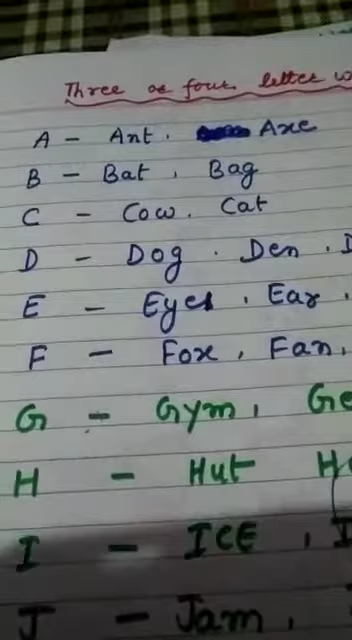 Three or four letter
A - Ant. Axe
B - Bat, Bag
C - Cow. Cat
D - Dog. Den.
E - Eyes, Ear.
F - Fox, Fan,
G - Gym,
H - Hut
I - ICE,
J - Jam,